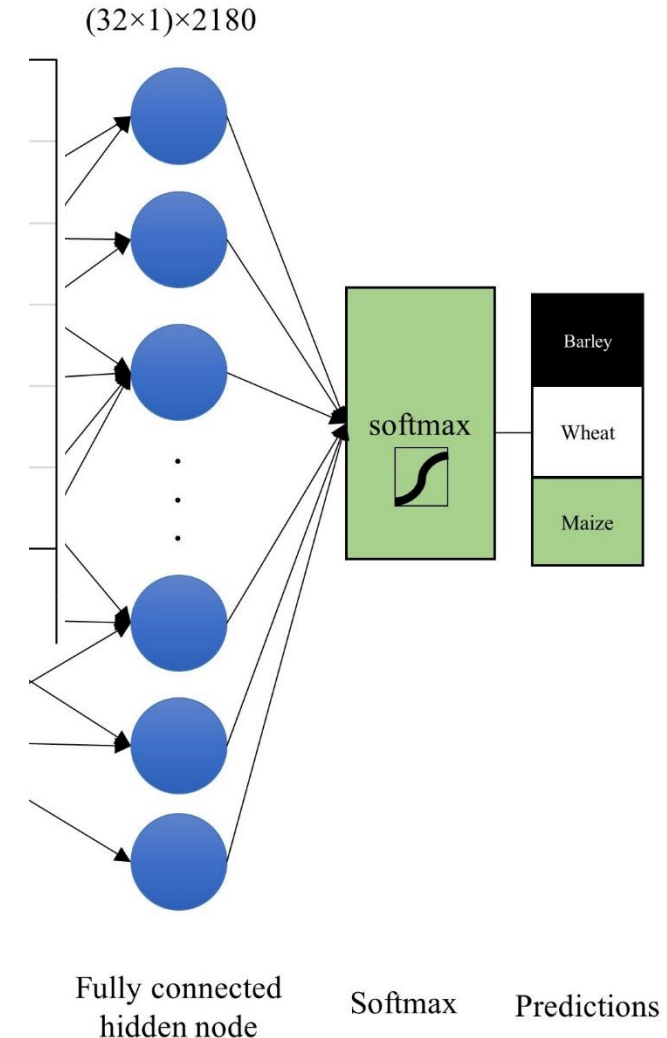 (32×1)×2180
softmax
Barley
Wheat
Maize
Fully connected
hidden node
Softmax
Predictions